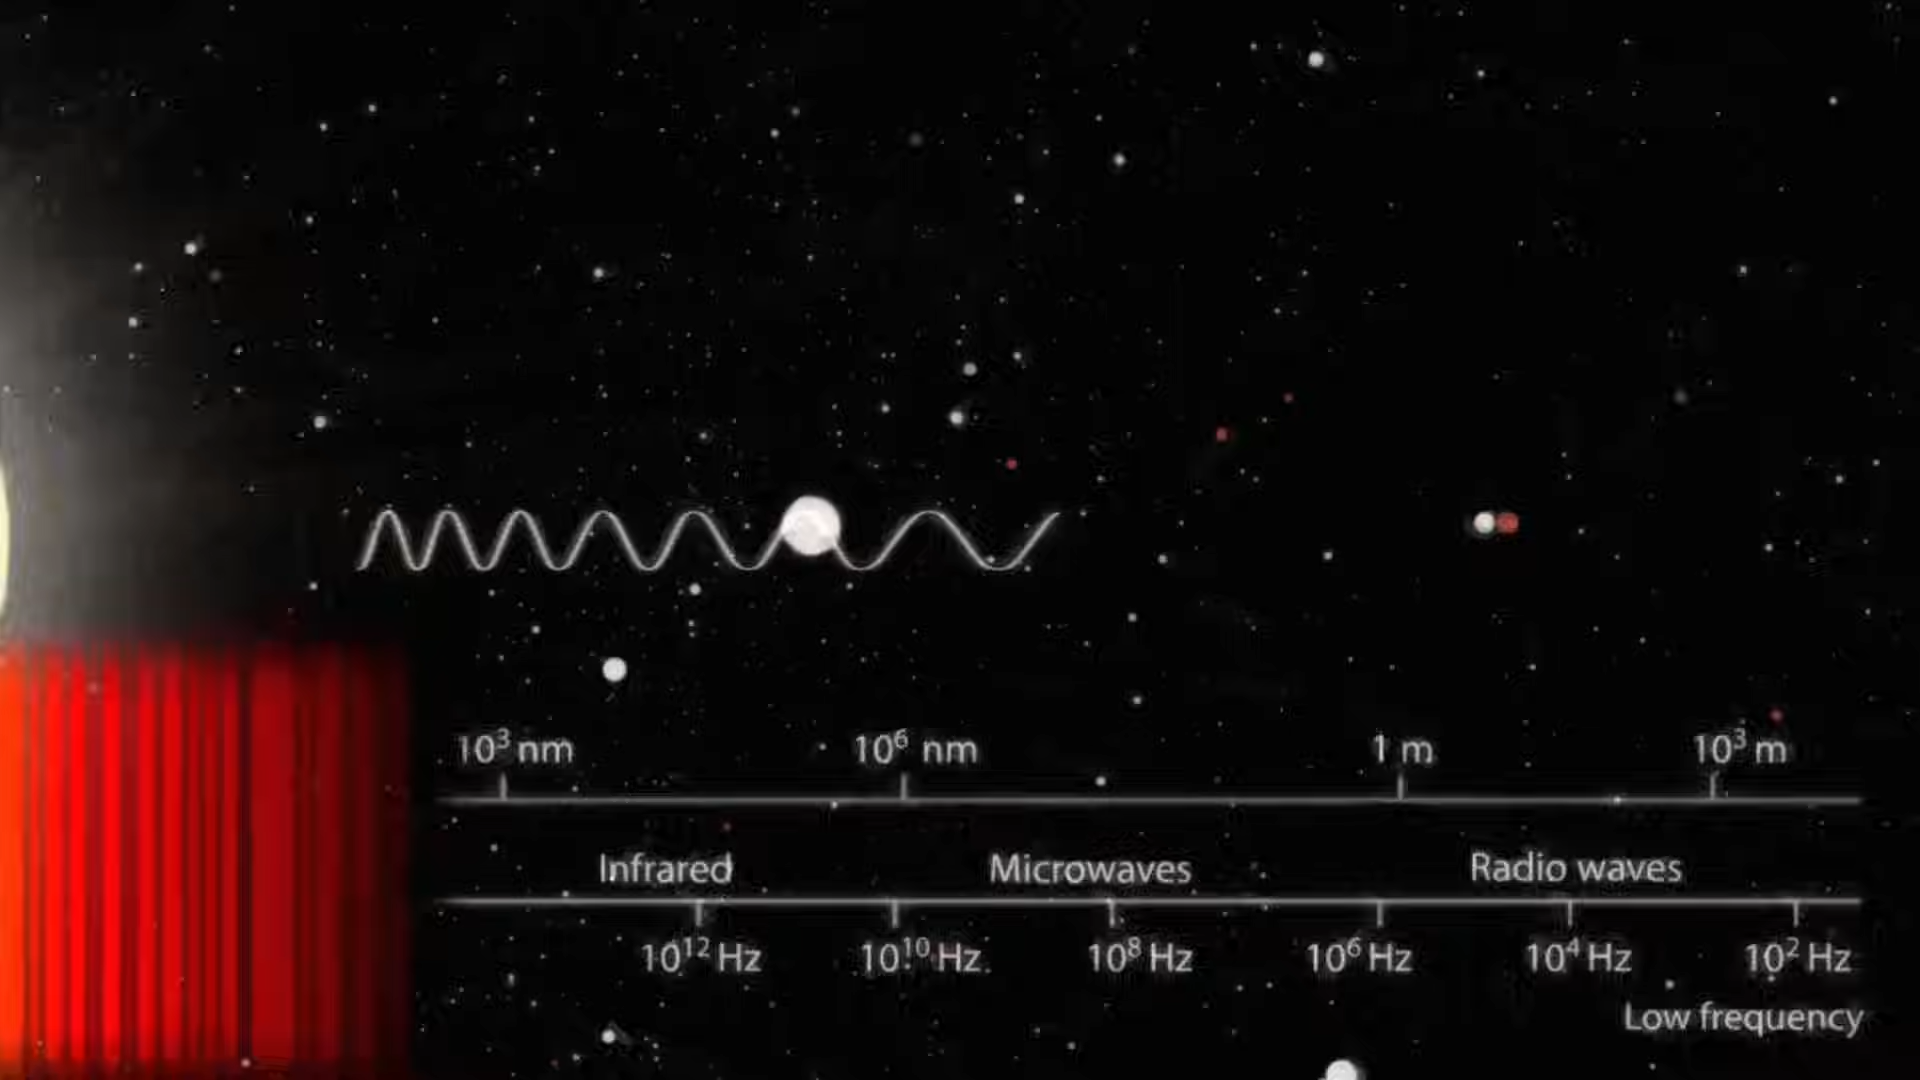 10³ nm 10⁶ nm 1 m 10³ m
Infrared Microwaves Radio waves
10¹² Hz 10¹⁰ Hz 10⁸ Hz 10⁶ Hz 10⁴ Hz 10² Hz
Low frequency